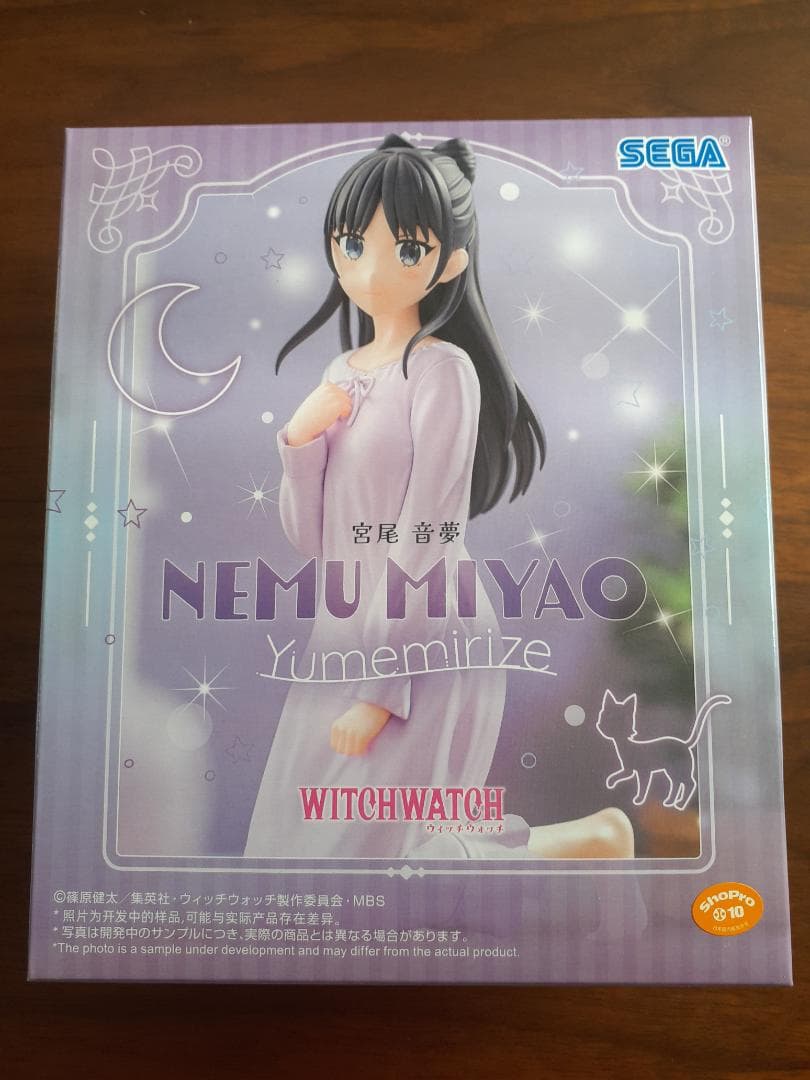 SEGA®
宮尾 音夢
NEMU MIYAO
Yumemirize
WITCHWATCH
ウィッチウォッチ
©篠原健太/集英社・ウィッチウォッチ製作委員会・MBS
* 照片为开发中的样品,可能与实际产品存在差异。
* 写真は開発中のサンプルにつき、実際の商品とは異なる場合があります。
*The photo is a sample under development and may differ from the actual product.
ShoPro
10